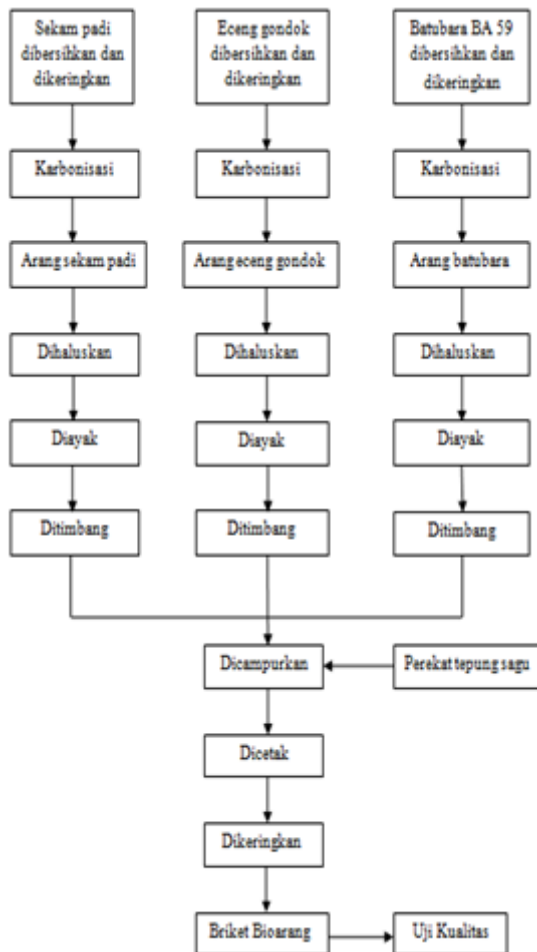 Sekam padi
dibersihkan dan
dikeringkan
Eceng gondok
dibersihkan dan
dikeringkan
Batubara BA 59
dibersihkan dan
dikeringkan
Karbonisasi
Karbonisasi
Karbonisasi
Arang sekam padi
Arang eceng gondok
Arang batubara
Dihaluskan
Dihaluskan
Dihaluskan
Diayak
Diayak
Diayak
Ditimbang
Ditimbang
Ditimbang
Dicampurkan
Perekat tepung sagu
Dicetak
Dikeringkan
Briket Bioarang
Uji Kualitas